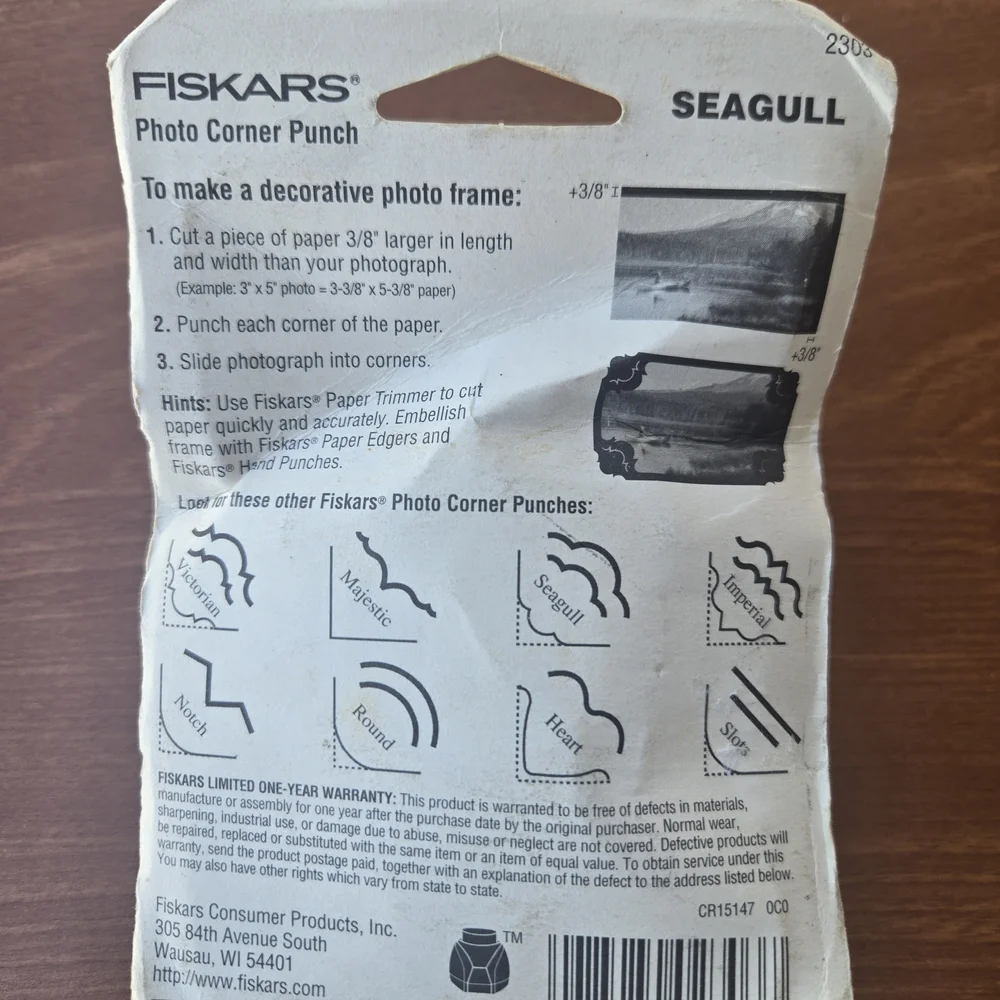 2303
FISKARS®
SEAGULL
Photo Corner Punch
To make a decorative photo frame:
+3/8"
1. Cut a piece of paper 3/8" larger in length
and width than your photograph.
(Example: 3" x 5" photo = 3-3/8" x 5-3/8" paper)
2. Punch each corner of the paper.
+3/8"
3. Slide photograph into corners.
Hints: Use Fiskars® Paper Trimmer to cut
paper quickly and accurately. Embellish
frame with Fiskars® Paper Edgers and
Fiskars® Hand Punches.
Look for these other Fiskars® Photo Corner Punches:
Victorian
Majestic
Seagull
Imperial
Notch
Round
Heart
Slots
FISKARS LIMITED ONE-YEAR WARRANTY: This product is warranted to be free of defects in materials,
manufacture or assembly for one year after the purchase date by the original purchaser. Normal wear,
sharpening, industrial use, or damage due to abuse, misuse or neglect are not covered. Defective products will
be repaired, replaced or substituted with the same item or an item of equal value. To obtain service under this
warranty, send the product postage paid, together with an explanation of the defect to the address listed below.
You may also have other rights which vary from state to state.
CR15147 0C0
Fiskars Consumer Products, Inc.
305 84th Avenue South
Wausau, WI 54401
http://www.fiskars.com
TM